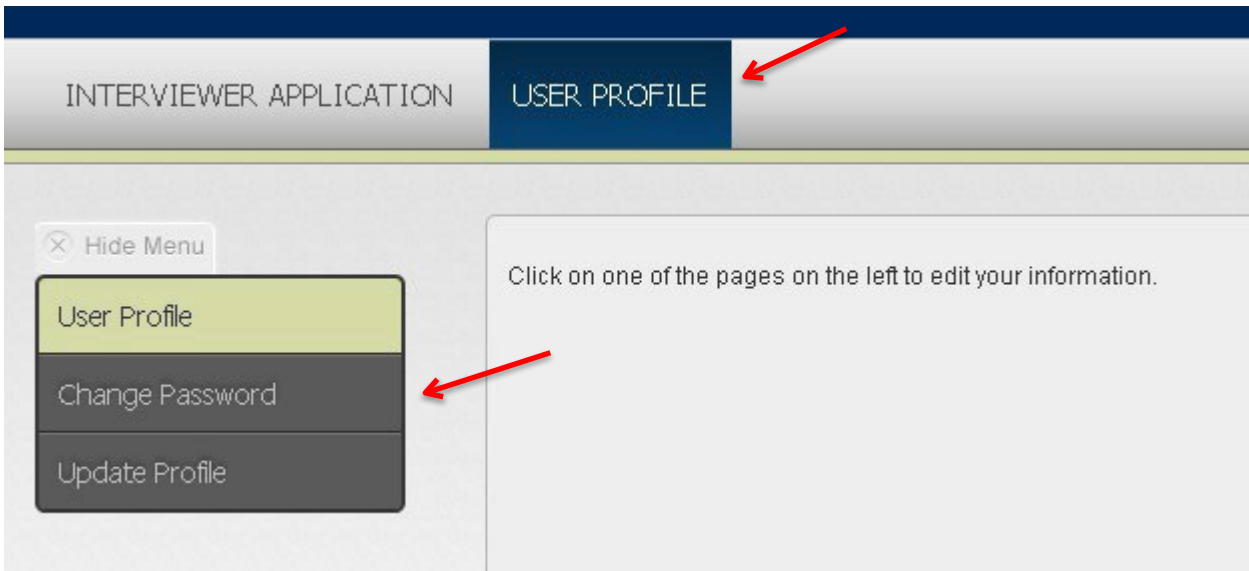 INTERVIEWER APPLICATION
USER PROFILE
Hide Menu
User Profile
Change Password
Update Profile
Click on one of the pages on the left to edit your information.